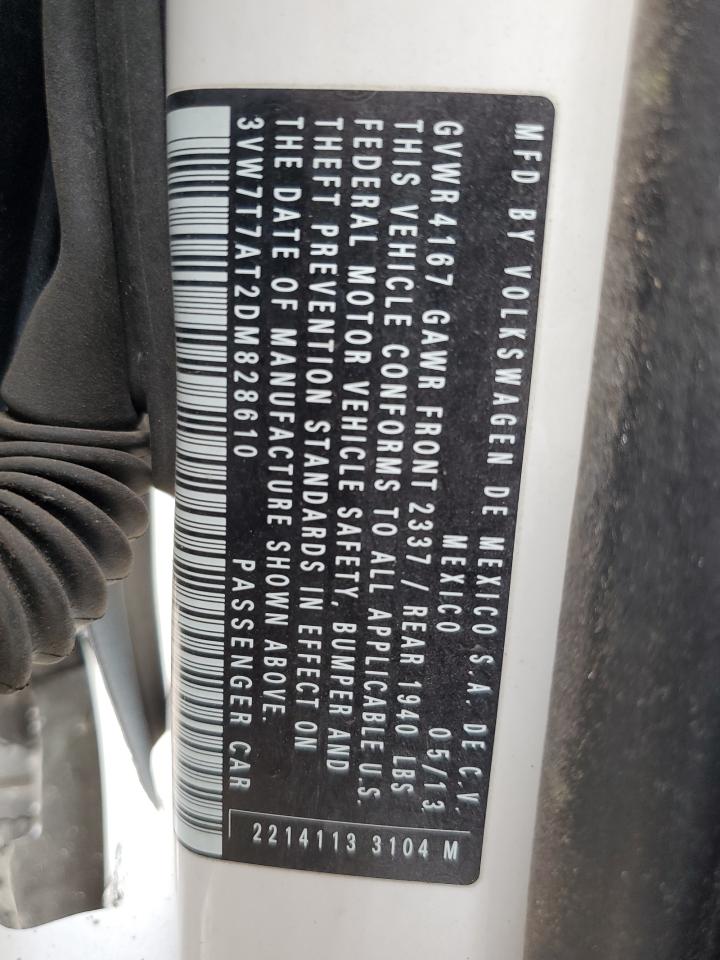 MFD BY VOLKSWAGEN DE MEXICO S.A. DE C.V.
MEXICO 05/13
GVWR 4167 GAWR FRONT 2337 / REAR 1940 LBS
THIS VEHICLE CONFORMS TO ALL APPLICABLE U.S.
FEDERAL MOTOR VEHICLE SAFETY, BUMPER AND
THEFT PREVENTION STANDARDS IN EFFECT ON
THE DATE OF MANUFACTURE SHOWN ABOVE.
3VW7T7AT2DM828610 PASSENGER CAR
2214113 3104 M